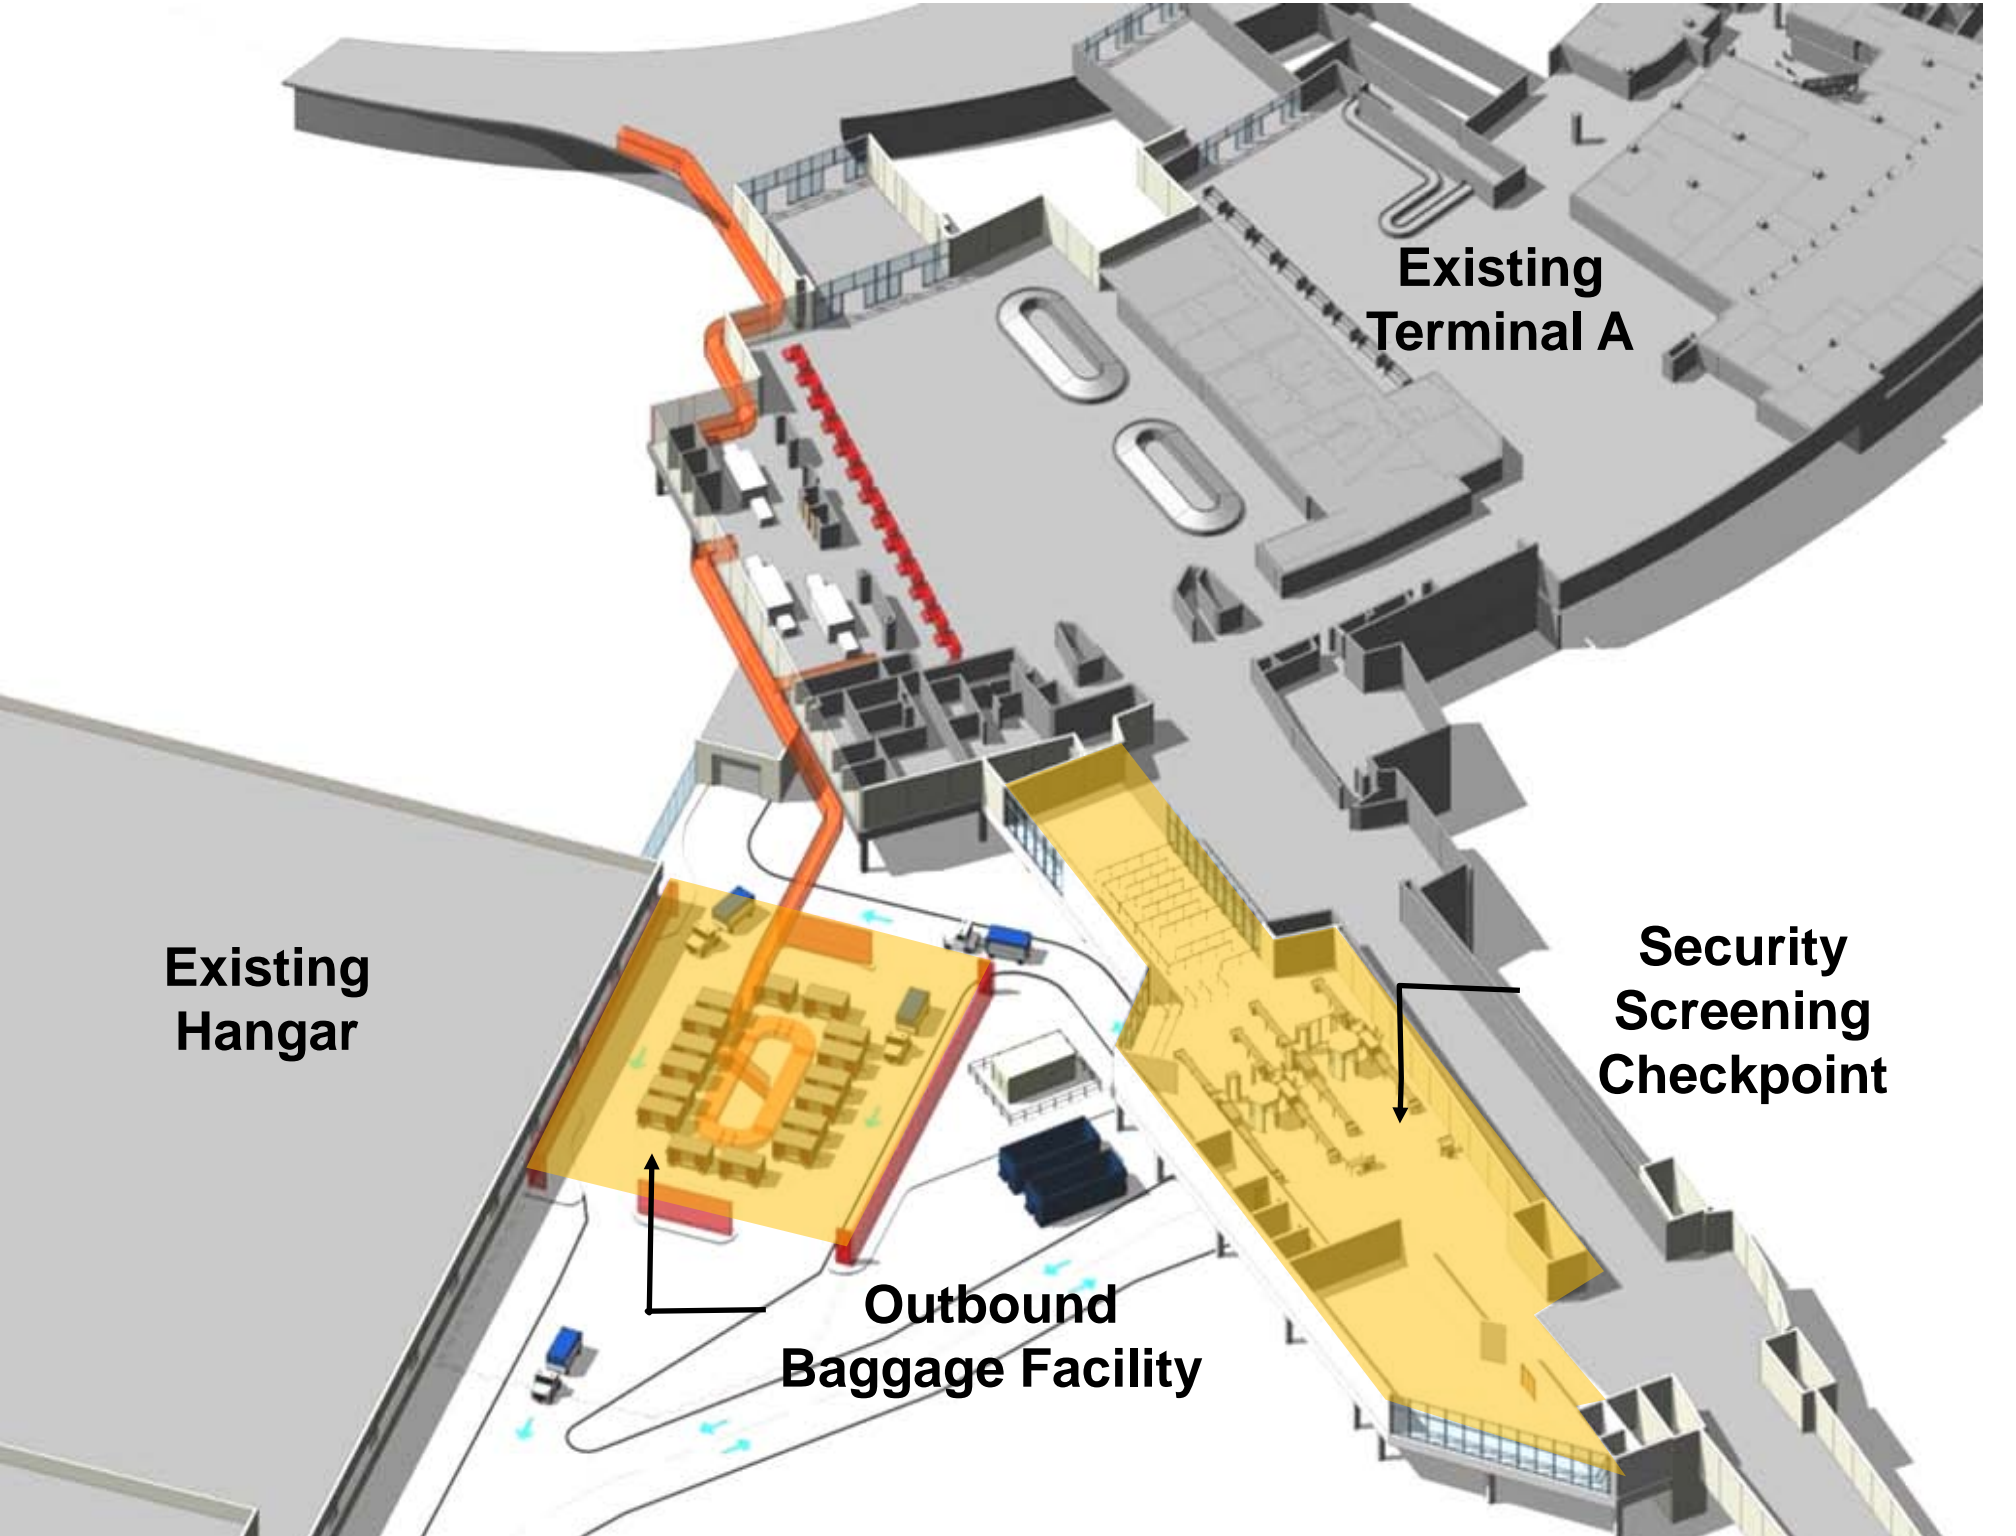 Existing
Terminal A
Existing
Hangar
Security
Screening
Checkpoint
Outbound
Baggage Facility